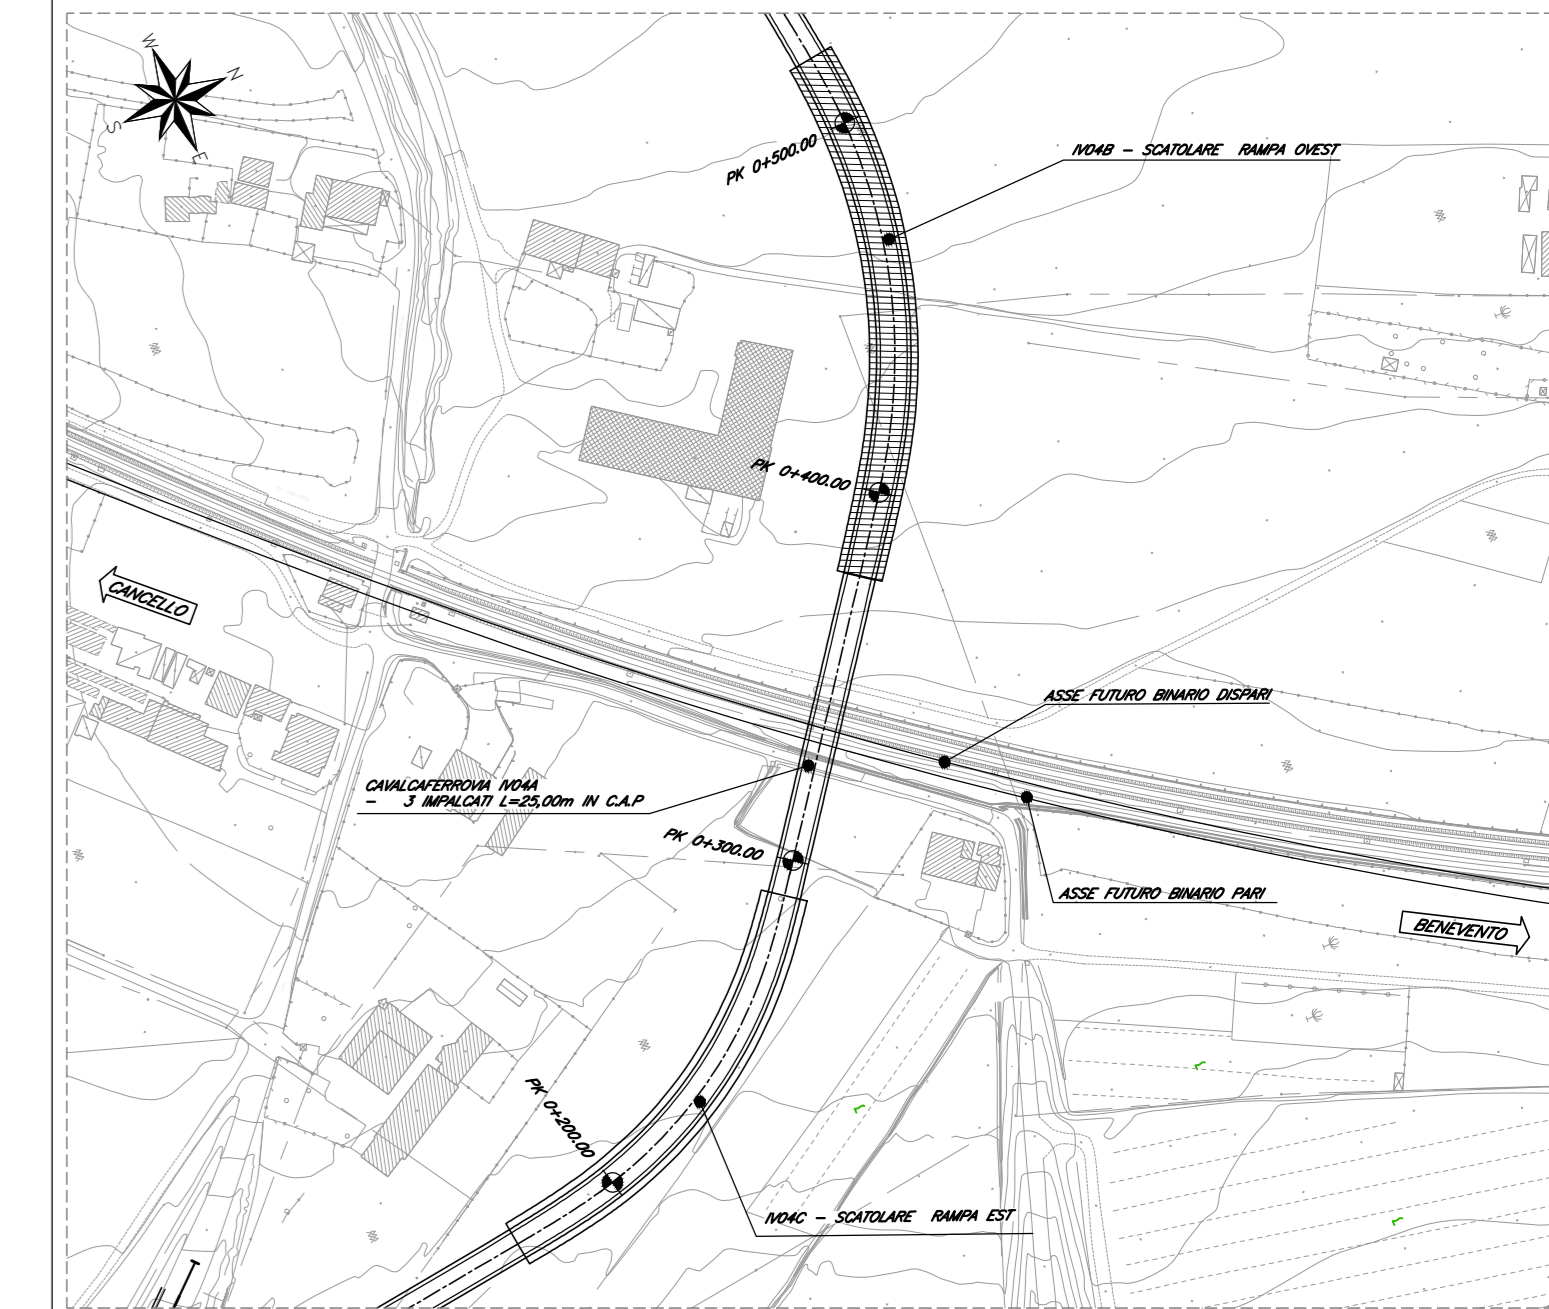 W
N
S
E
PK 0+500.00
IV04B - SCATOLARE RAMPA OVEST
PK 0+400.00
CANCELLO
ASSE FUTURO BINARIO DISPARI
CAVALCAFERROVIA IV04A
- 3 IMPALCATI L=25,00m IN C.A.P
PK 0+300.00
ASSE FUTURO BINARIO PARI
BENEVENTO
PK 0+200.00
IV04C - SCATOLARE RAMPA EST